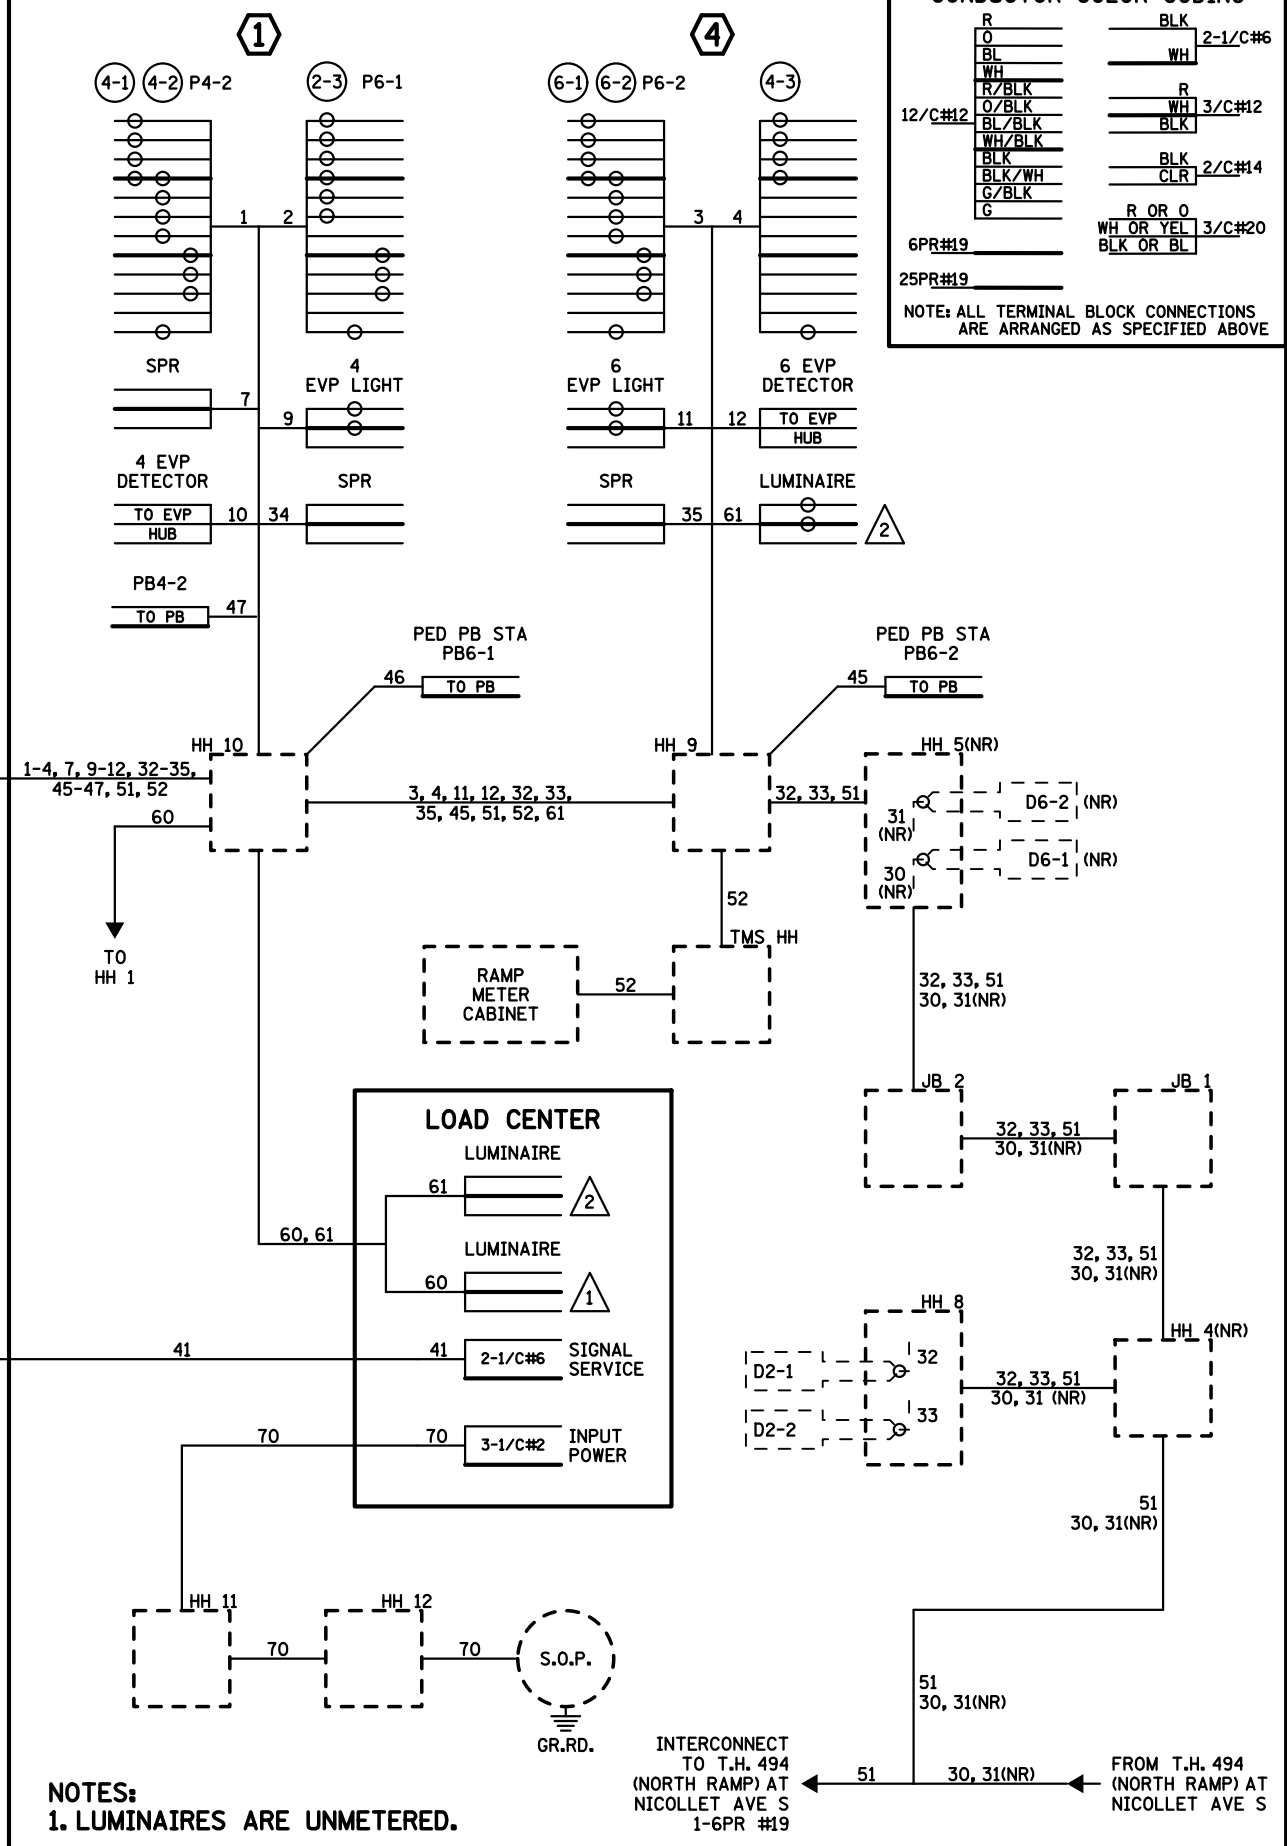 CONDUCTOR COLOR CODING
R
O
BL
WH
R/BLK
O/BLK
BL/BLK
WH/BLK
BLK
BLK/WH
G/BLK
G
12/C#12
BLK
WH
2-1/C#6
R
WH
BLK
3/C#12
BLK
CLR
2/C#14
R OR O
WH OR YEL
BLK OR BL
3/C#20
6PR#19
25PR#19
NOTE: ALL TERMINAL BLOCK CONNECTIONS
ARE ARRANGED AS SPECIFIED ABOVE
1
4-1 4-2 P4-2
2-3 P6-1
1 2
SPR
7
4
EVP LIGHT
9
4 EVP
DETECTOR
TO EVP
HUB
10 34
SPR
PB4-2
TO PB
47
4
6-1 6-2 P6-2
4-3
3 4
6
EVP LIGHT
11 12
6 EVP
DETECTOR
TO EVP
HUB
SPR
35 61
LUMINAIRE
2
PED PB STA
PB6-1
46
TO PB
PED PB STA
PB6-2
45
TO PB
HH 10
1-4, 7, 9-12, 32-35,
45-47, 51, 52
60
TO
HH 1
3, 4, 11, 12, 32, 33,
35, 45, 51, 52, 61
HH 9
32, 33, 51
HH 5(NR)
31
(NR)
D6-2 (NR)
30
(NR)
D6-1 (NR)
52
TMS HH
52
RAMP
METER
CABINET
32, 33, 51
30, 31(NR)
JB 2
32, 33, 51
30, 31(NR)
JB 1
32, 33, 51
30, 31(NR)
HH 4(NR)
HH 8
D2-1
32
D2-2
33
32, 33, 51
30, 31 (NR)
51
30, 31(NR)
LOAD CENTER
LUMINAIRE
61
2
60, 61
LUMINAIRE
60
1
41
41
2-1/C#6
SIGNAL
SERVICE
70
70
3-1/C#2
INPUT
POWER
HH 11
70
HH 12
70
S.O.P.
GR.RD.
51
30, 31(NR)
INTERCONNECT
TO T.H. 494
(NORTH RAMP) AT
NICOLLET AVE S
1-6PR #19
51
30, 31(NR)
FROM T.H. 494
(NORTH RAMP) AT
NICOLLET AVE S
NOTES:
1. LUMINAIRES ARE UNMETERED.